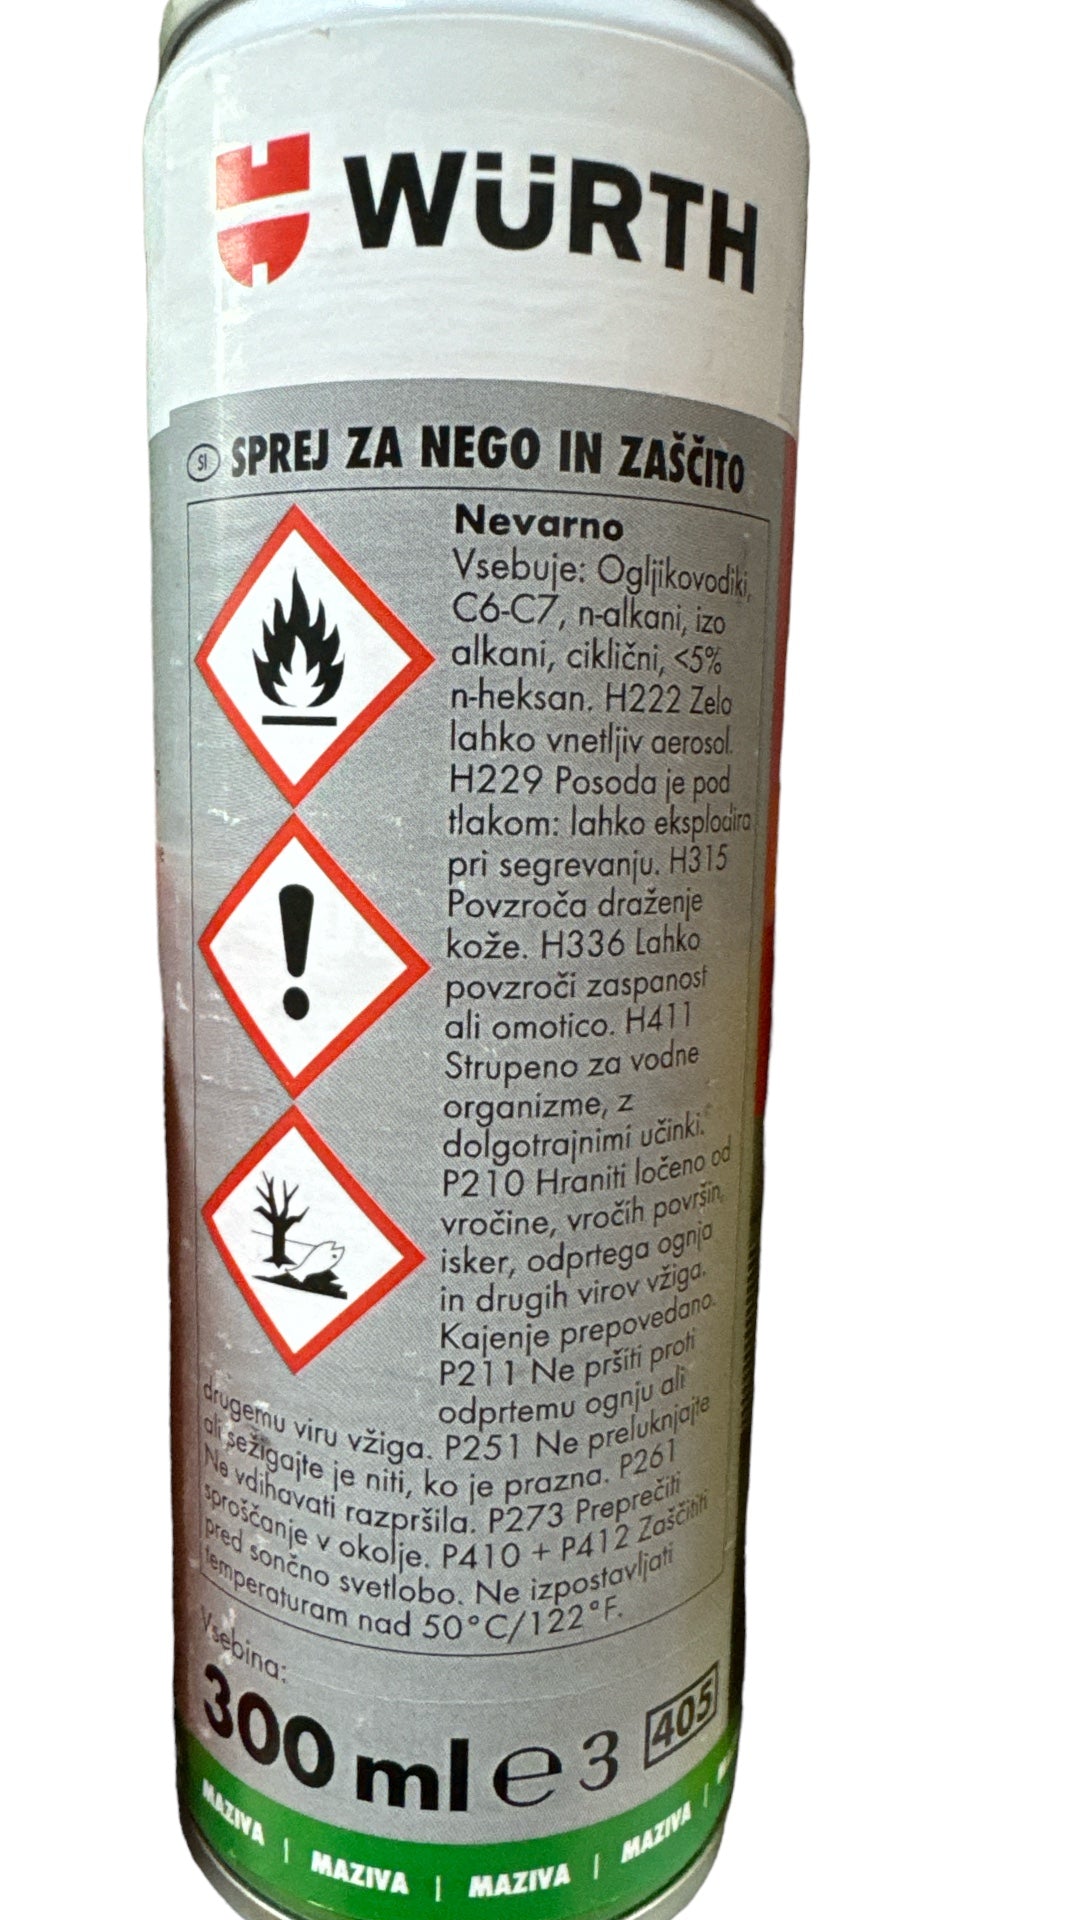 WÜRTH
SI SPREJ ZA NEGO IN ZAŠČITO
Nevarno
Vsebuje: Ogljikovodiki,
C6-C7, n-alkani, izo
alkani, ciklični, <5%
n-heksan. H222 Zelo
lahko vnetljiv aerosol.
H229 Posoda je pod
tlakom: lahko eksplodira
pri segrevanju. H315
Povzroča draženje
kože. H336 Lahko
povzroči zaspanost
ali omotico. H411
Strupeno za vodne
organizme, z
dolgotrajnimi učinki.
P210 Hraniti ločeno od
vročine, vročih površin,
isker, odprtega ognja
in drugih virov vžiga.
Kajenje prepovedano.
P211 Ne pršiti proti
odprtemu ognju ali
drugemu viru vžiga. P251 Ne preluknjajte
ali sežigajte je niti, ko je prazna. P261
Ne vdihavati razpršila. P273 Preprečiti
sproščanje v okolje. P410 + P412 Zaščititi
pred sončno svetlobo. Ne izpostavljati
temperaturam nad 50°C/122°F.
Vsebina:
300 ml ℮ 3 405
MAZIVA | MAZIVA | MAZIVA | MAZIVA |